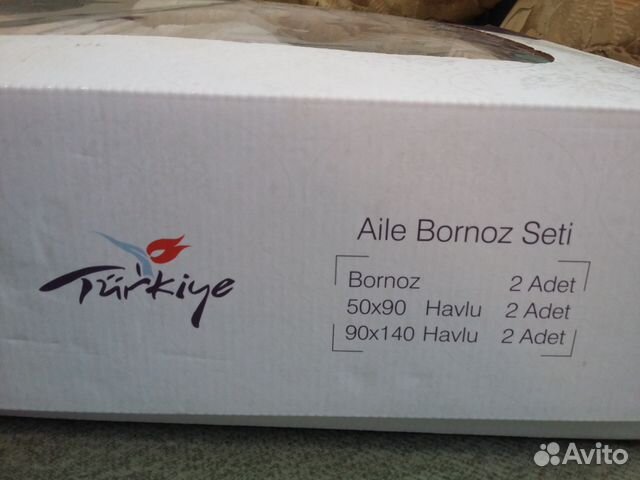 Türkiye
Aile Bornoz Seti
Bornoz 2 Adet
50x90 Havlu 2 Adet
90x140 Havlu 2 Adet
Avito